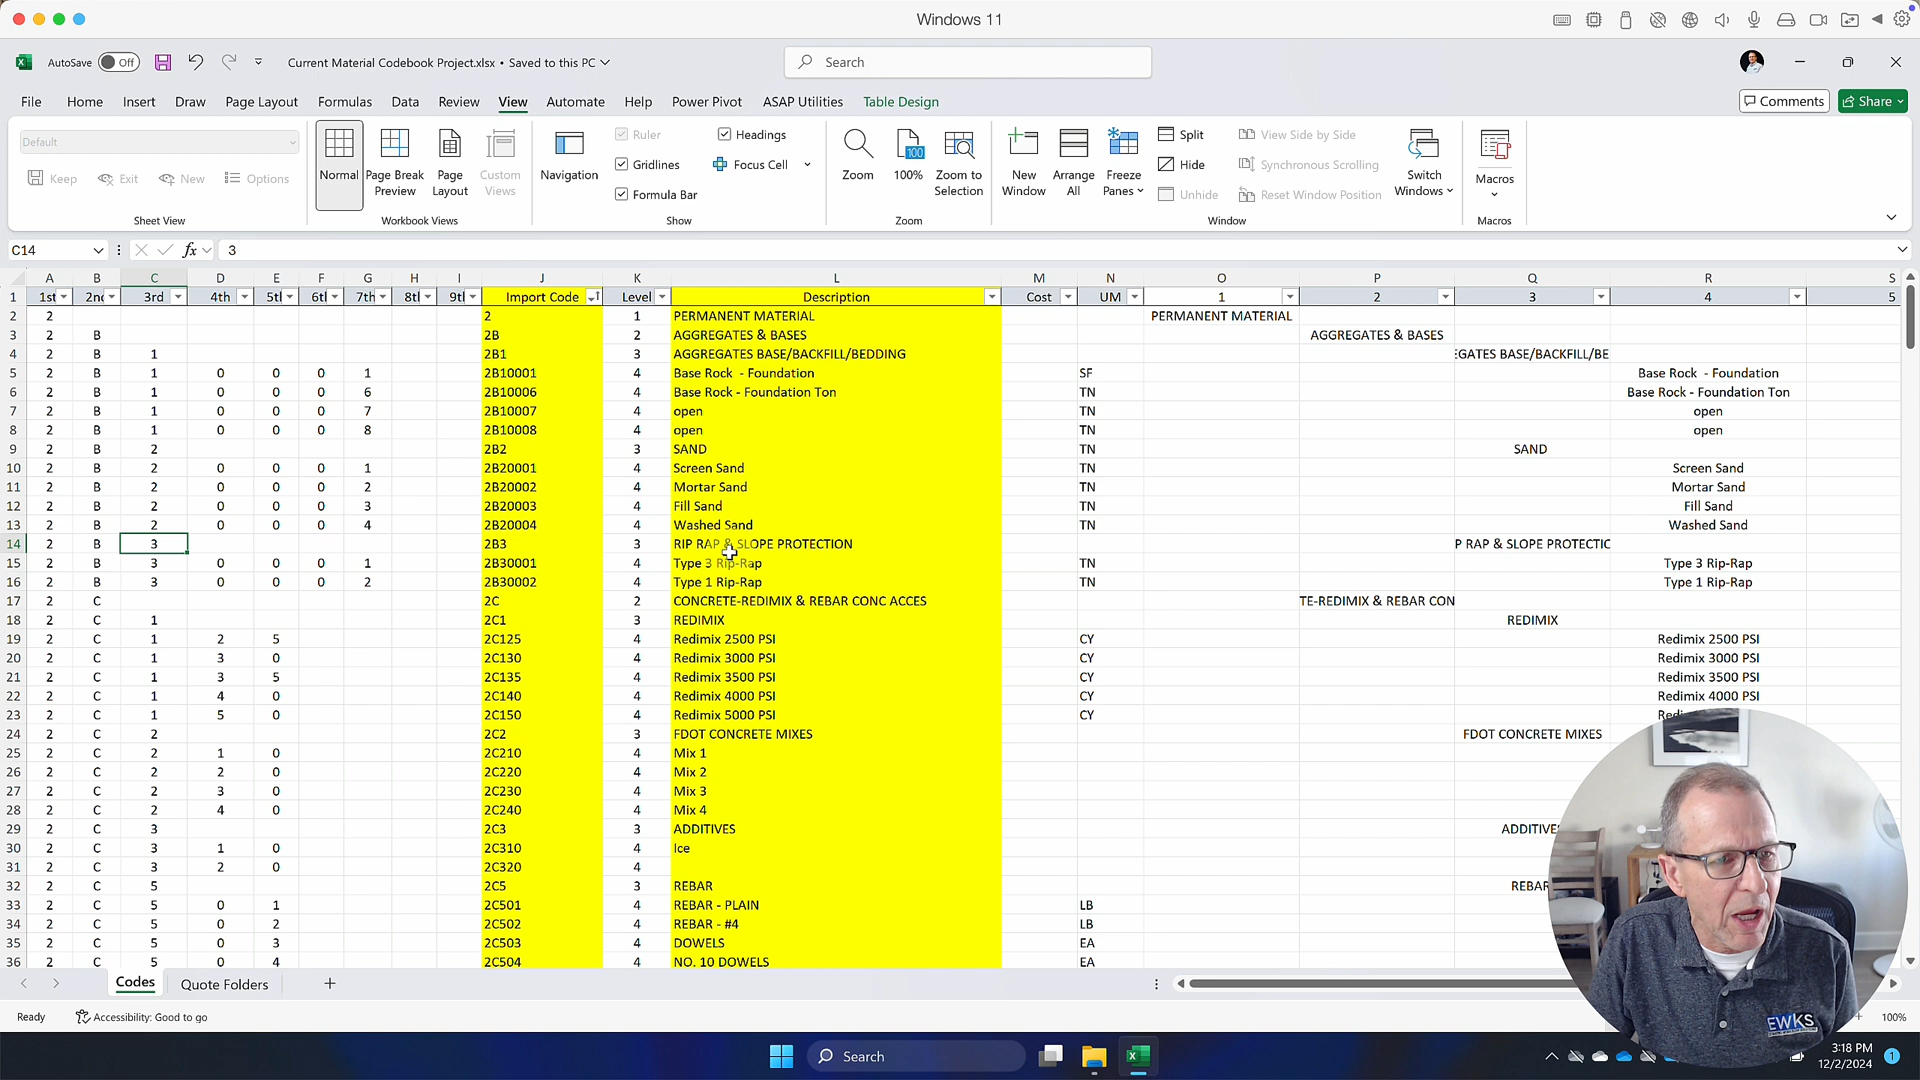 Windows 11
AutoSave Off Current Material Codebook Project.xlsx • Saved to this PC Search
File Home Insert Draw Page Layout Formulas Data Review View Automate Help Power Pivot ASAP Utilities Table Design Comments Share
Default
Keep Exit New Options
Sheet View
Normal Page Break Preview Page Layout Custom Views
Workbook Views
Navigation
Ruler Headings
Gridlines Focus Cell
Formula Bar
Show
Zoom 100 100% Zoom to Selection
Zoom
New Window Arrange All Freeze Panes
Split View Side by Side
Hide Synchronous Scrolling
Unhide Reset Window Position
Switch Windows
Window
Macros
Macros
C14 fx 3
A B C D E F G H I J K L M N O P Q R S
1 1st 2nd 3rd 4th 5tl 6tl 7th 8tl 9tl Import Code Level Description Cost UM 1 2 3 4 5
2 2 2 1 PERMANENT MATERIAL PERMANENT MATERIAL
3 2 B 2B 2 AGGREGATES & BASES AGGREGATES & BASES
4 2 B 1 2B1 3 AGGREGATES BASE/BACKFILL/BEDDING EGATES BASE/BACKFILL/BE
5 2 B 1 0 0 0 1 2B10001 4 Base Rock - Foundation SF Base Rock - Foundation
6 2 B 1 0 0 0 6 2B10006 4 Base Rock - Foundation Ton TN Base Rock - Foundation Ton
7 2 B 1 0 0 0 7 2B10007 4 open TN open
8 2 B 1 0 0 0 8 2B10008 4 open TN open
9 2 B 2 2B2 3 SAND TN SAND
10 2 B 2 0 0 0 1 2B20001 4 Screen Sand TN Screen Sand
11 2 B 2 0 0 0 2 2B20002 4 Mortar Sand TN Mortar Sand
12 2 B 2 0 0 0 3 2B20003 4 Fill Sand TN Fill Sand
13 2 B 2 0 0 0 4 2B20004 4 Washed Sand TN Washed Sand
14 2 B 3 2B3 3 RIP RAP & SLOPE PROTECTION P RAP & SLOPE PROTECTIC
15 2 B 3 0 0 0 1 2B30001 4 Type 3 Rip-Rap TN Type 3 Rip-Rap
16 2 B 3 0 0 0 2 2B30002 4 Type 1 Rip-Rap TN Type 1 Rip-Rap
17 2 C 2C 2 CONCRETE-REDIMIX & REBAR CONC ACCES TE-REDIMIX & REBAR CON
18 2 C 1 2C1 3 REDIMIX REDIMIX
19 2 C 1 2 5 2C125 4 Redimix 2500 PSI CY Redimix 2500 PSI
20 2 C 1 3 0 2C130 4 Redimix 3000 PSI CY Redimix 3000 PSI
21 2 C 1 3 5 2C135 4 Redimix 3500 PSI CY Redimix 3500 PSI
22 2 C 1 4 0 2C140 4 Redimix 4000 PSI CY Redimix 4000 PSI
23 2 C 1 5 0 2C150 4 Redimix 5000 PSI CY
24 2 C 2 2C2 3 FDOT CONCRETE MIXES FDOT CONCRETE MIXES
25 2 C 2 1 0 2C210 4 Mix 1
26 2 C 2 2 0 2C220 4 Mix 2
27 2 C 2 3 0 2C230 4 Mix 3
28 2 C 2 4 0 2C240 4 Mix 4
29 2 C 3 2C3 3 ADDITIVES ADDITIVE
30 2 C 3 1 0 2C310 4 Ice
31 2 C 3 2 0 2C320 4
32 2 C 5 2C5 3 REBAR REBAR
33 2 C 5 0 1 2C501 4 REBAR - PLAIN LB
34 2 C 5 0 2 2C502 4 REBAR - #4 LB
35 2 C 5 0 3 2C503 4 DOWELS EA
36 2 C 5 0 4 2C504 4 NO. 10 DOWELS EA
Codes Quote Folders
Ready Accessibility: Good to go 100%
EWKS
Search
3:18 PM
12/2/2024 1